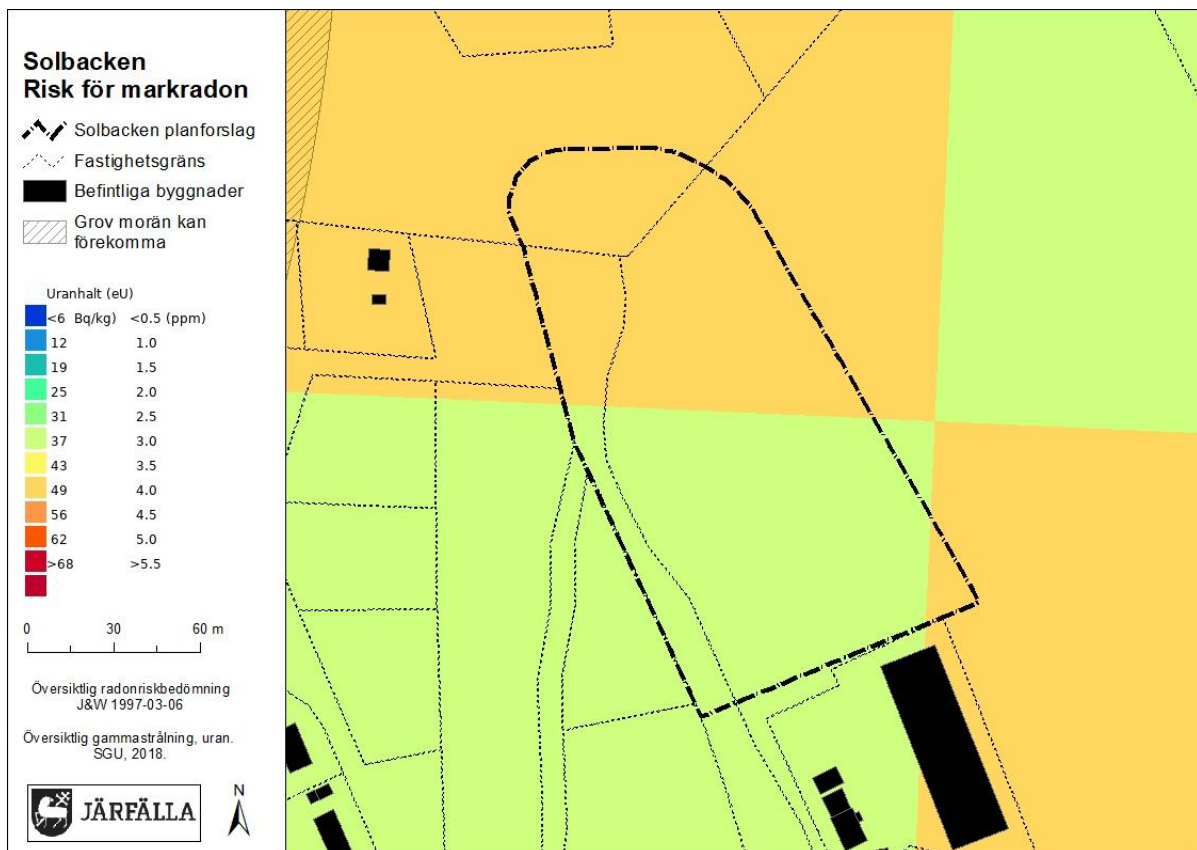 Solbacken
Risk för markradon
Solbacken planforslag
Fastighetsgräns
Befintliga byggnader
Grov morän kan
förekomma
Uranhalt (eU)
<6 Bq/kg) <0.5 (ppm)
12 1.0
19 1.5
25 2.0
31 2.5
37 3.0
43 3.5
49 4.0
56 4.5
62 5.0
>68 >5.5
0 30 60 m
Översiktlig radonriskbedömning
J&W 1997-03-06
Översiktlig gammastrålning, uran.
SGU, 2018.
JÄRFÄLLA
N